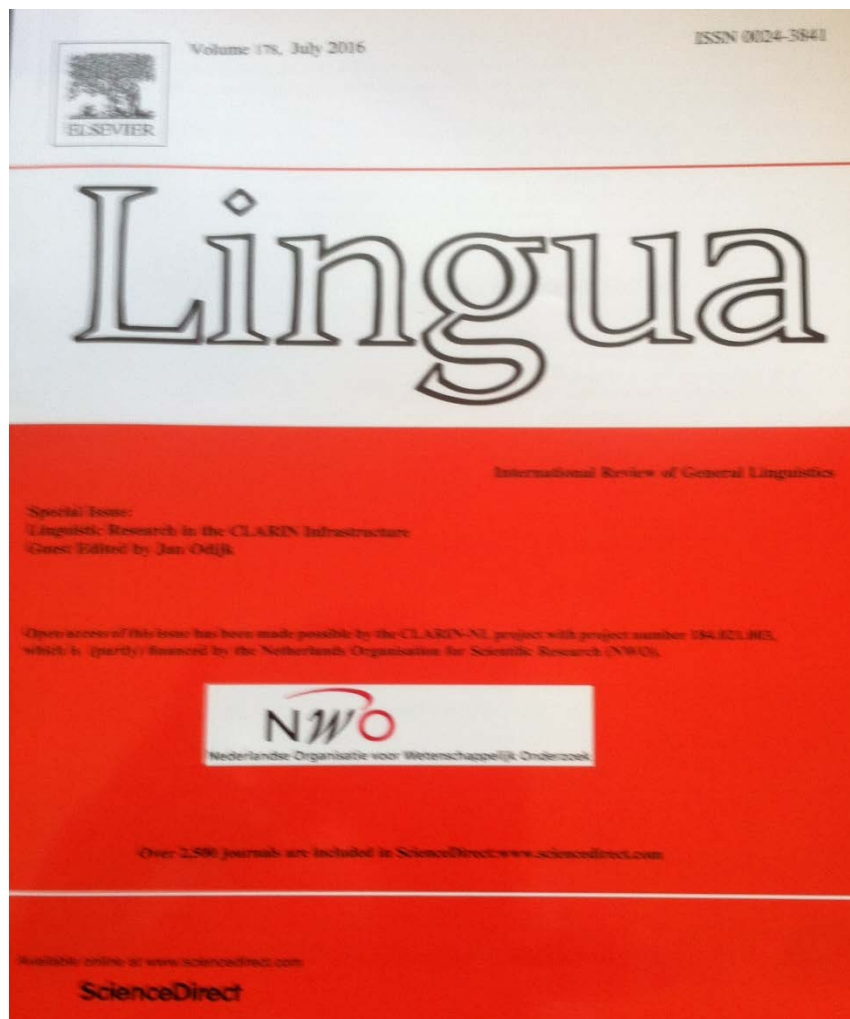 Volume 178, July 2016
ISSN 0024-3841
ELSEVIER
Lingua
International Review of General Linguistics
Special Issue:
Linguistic Research in the CLARIN Infrastructure
Guest Edited by Jan Odijk
Open access of this issue has been made possible by the CLARIN-NL project with project number 184.021.003,
which is (partly) financed by the Netherlands Organisation for Scientific Research (NWO).
NWO
Nederlandse Organisatie voor Wetenschappelijk Onderzoek
Over 2,500 journals are included in ScienceDirect:www.sciencedirect.com
Available online at www.sciencedirect.com
ScienceDirect